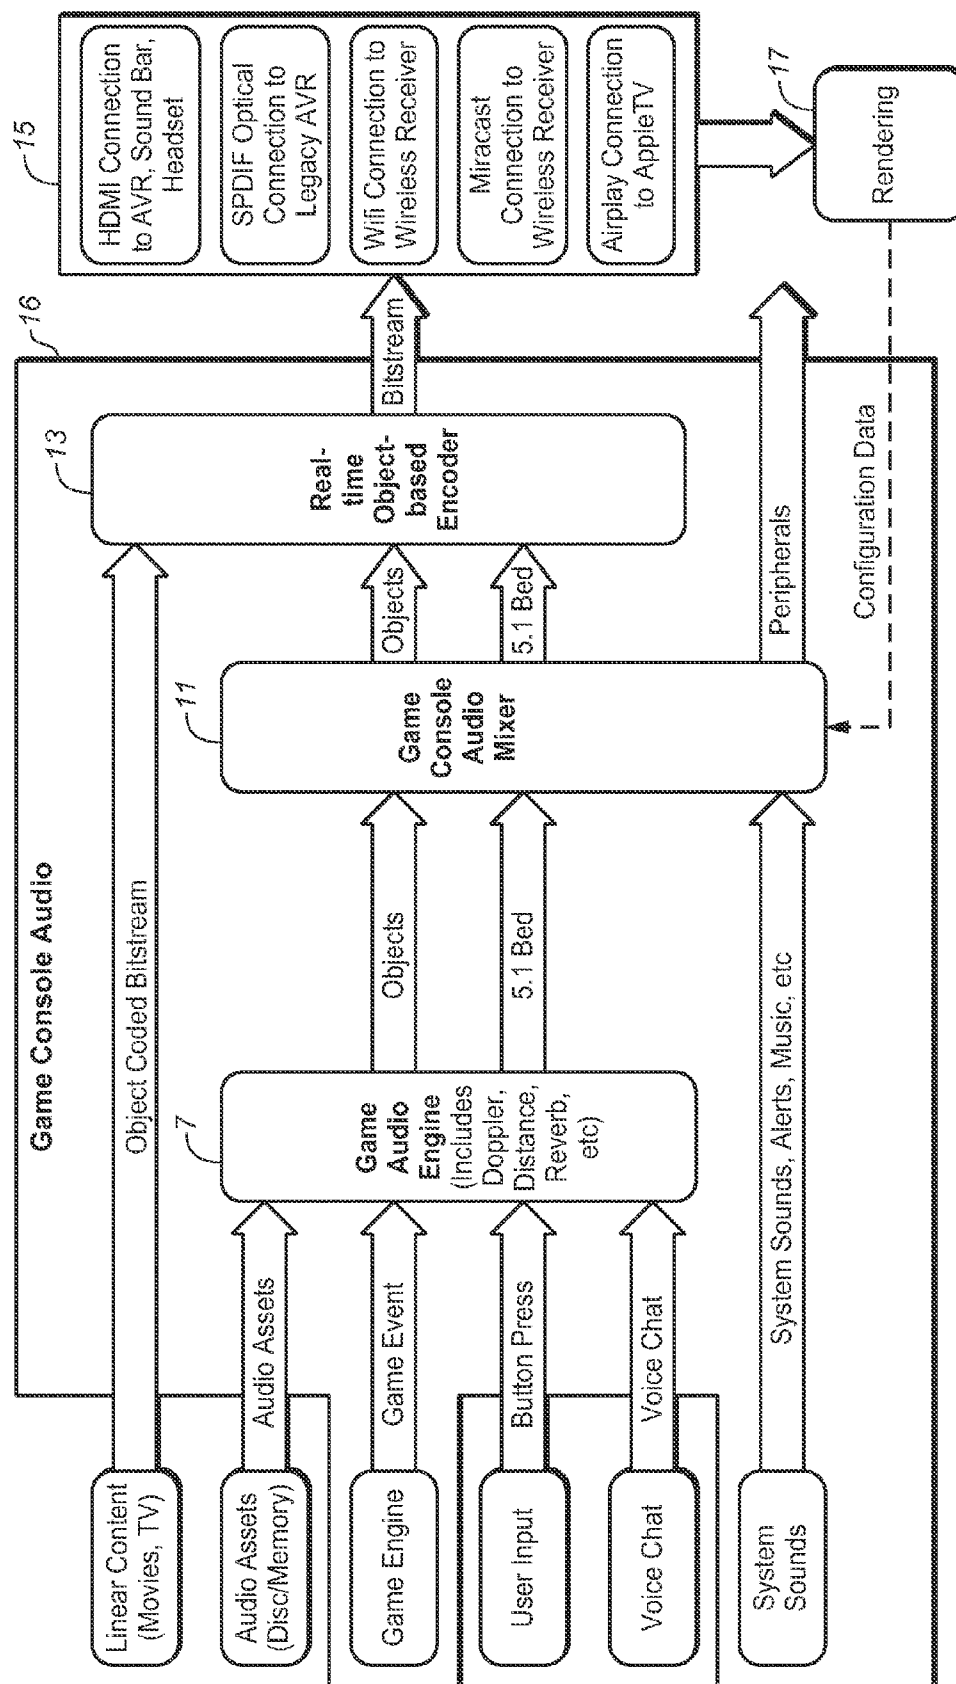 Game Console Audio
16
Linear Content
(Movies, TV)
Object Coded Bitstream
Audio Assets
(Disc/Memory)
Audio Assets
Game Engine
Game Event
User Input
Button Press
Voice Chat
Voice Chat
System
Sounds
System Sounds, Alerts, Music, etc
7
Game
Audio
Engine
(Includes
Doppler,
Distance,
Reverb,
etc)
Objects
5.1 Bed
11
Game
Console
Audio
Mixer
Objects
5.1 Bed
Peripherals
Configuration Data
13
Real-
time
Object-
based
Encoder
Bitstream
15
HDMI Connection
to AVR, Sound Bar,
Headset
SPDIF Optical
Connection to
Legacy AVR
Wifi Connection to
Wireless Receiver
Miracast
Connection to
Wireless Receiver
Airplay Connection
to AppleTV
17
Rendering